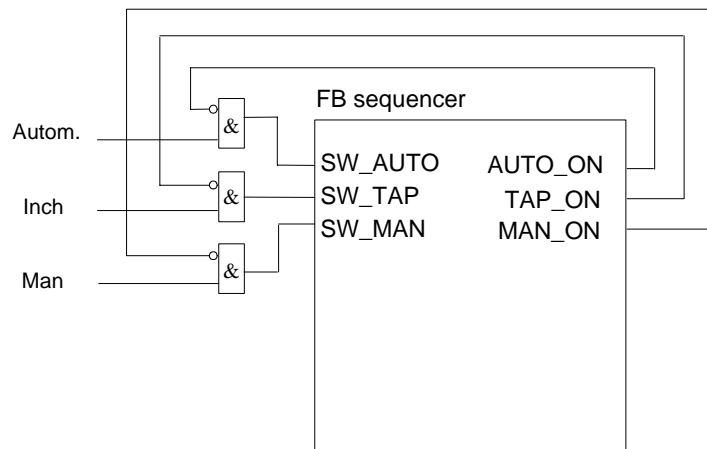 FB sequencer
Autom.
&
SW_AUTO AUTO_ON
Inch
&
SW_TAP TAP_ON
SW_MAN MAN_ON
Man
&